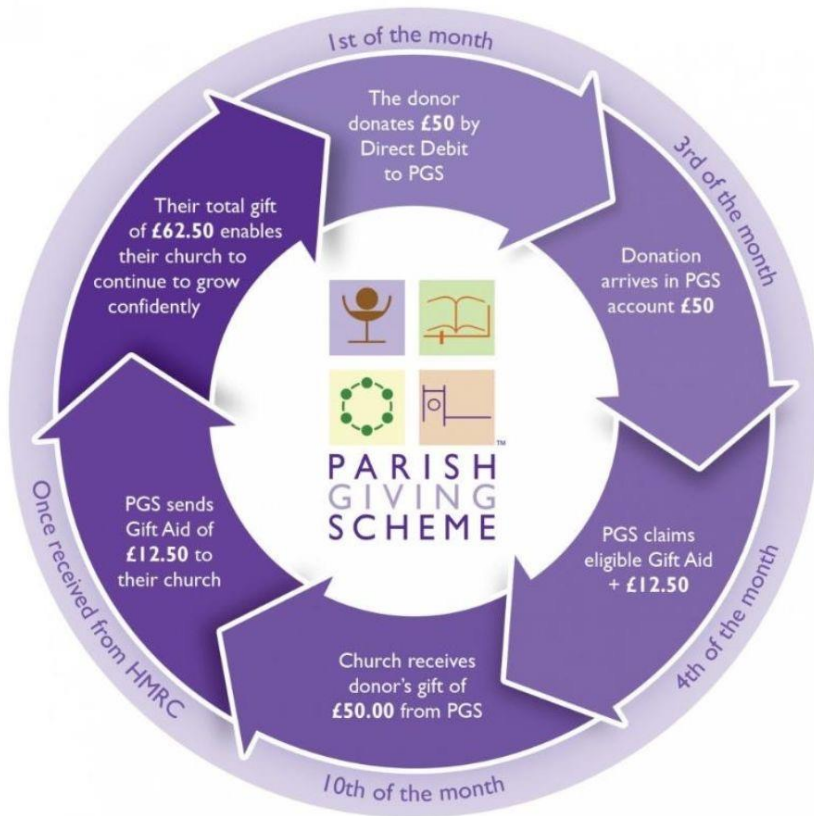 1st of the month
The donor
donates £50 by
Direct Debit
to PGS
3rd of the month
Donation
arrives in PGS
account £50
4th of the month
PGS claims
eligible Gift Aid
+ £12.50
10th of the month
Church receives
donor's gift of
£50.00 from PGS
Once received from HMRC
PGS sends
Gift Aid of
£12.50 to
their church
Their total gift
of £62.50 enables
their church to
continue to grow
confidently
TM
PARISH
GIVING
SCHEME